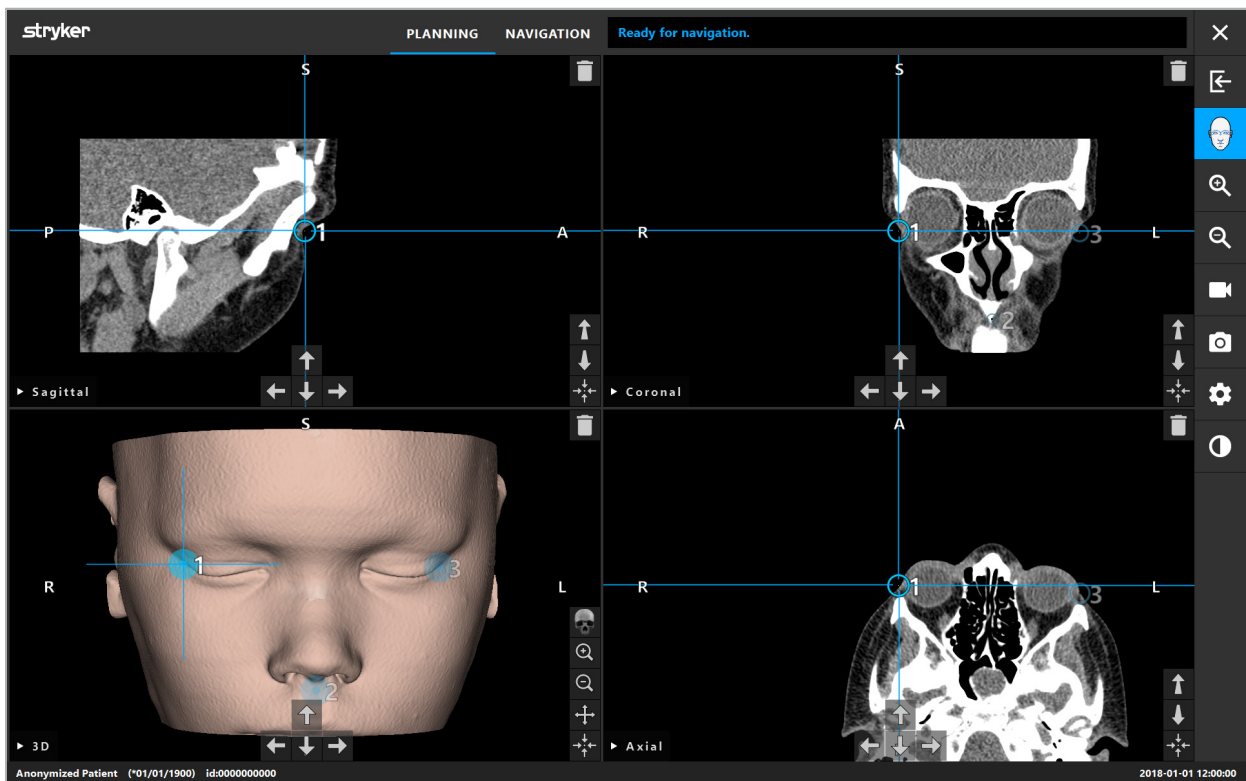 stryker
PLANNING NAVIGATION Ready for navigation.
S
P 1 A
Sagittal
S
R 1 3 L
2
Coronal
S
1 3
R L
2
3D
A
R 1 3 L
Axial
Anonymized Patient (*01/01/1900) id:0000000000 2018-01-01 12:00:00